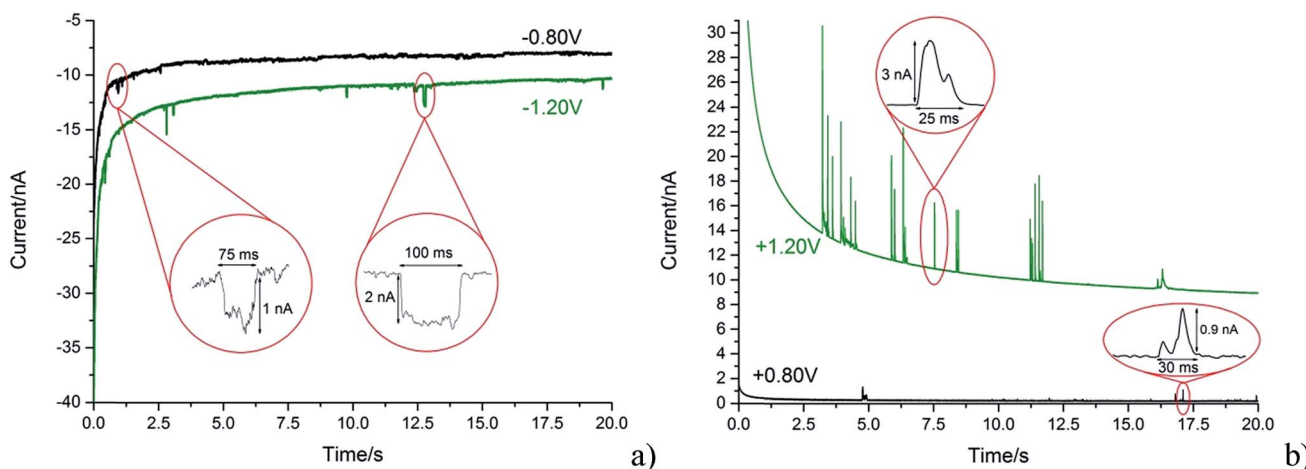 -5
-10
-15
-20
-25
-30
-35
-40
Current/nA
0.0 2.5 5.0 7.5 10.0 12.5 15.0 17.5 20.0
Time/s
-0.80V
-1.20V
75 ms
1 nA
100 ms
2 nA
a)
30
28
26
24
22
20
18
16
14
12
10
8
6
4
2
0
Current/nA
0.0 2.5 5.0 7.5 10.0 12.5 15.0 17.5 20.0
Time/s
3 nA
25 ms
+1.20V
0.9 nA
30 ms
+0.80V
b)